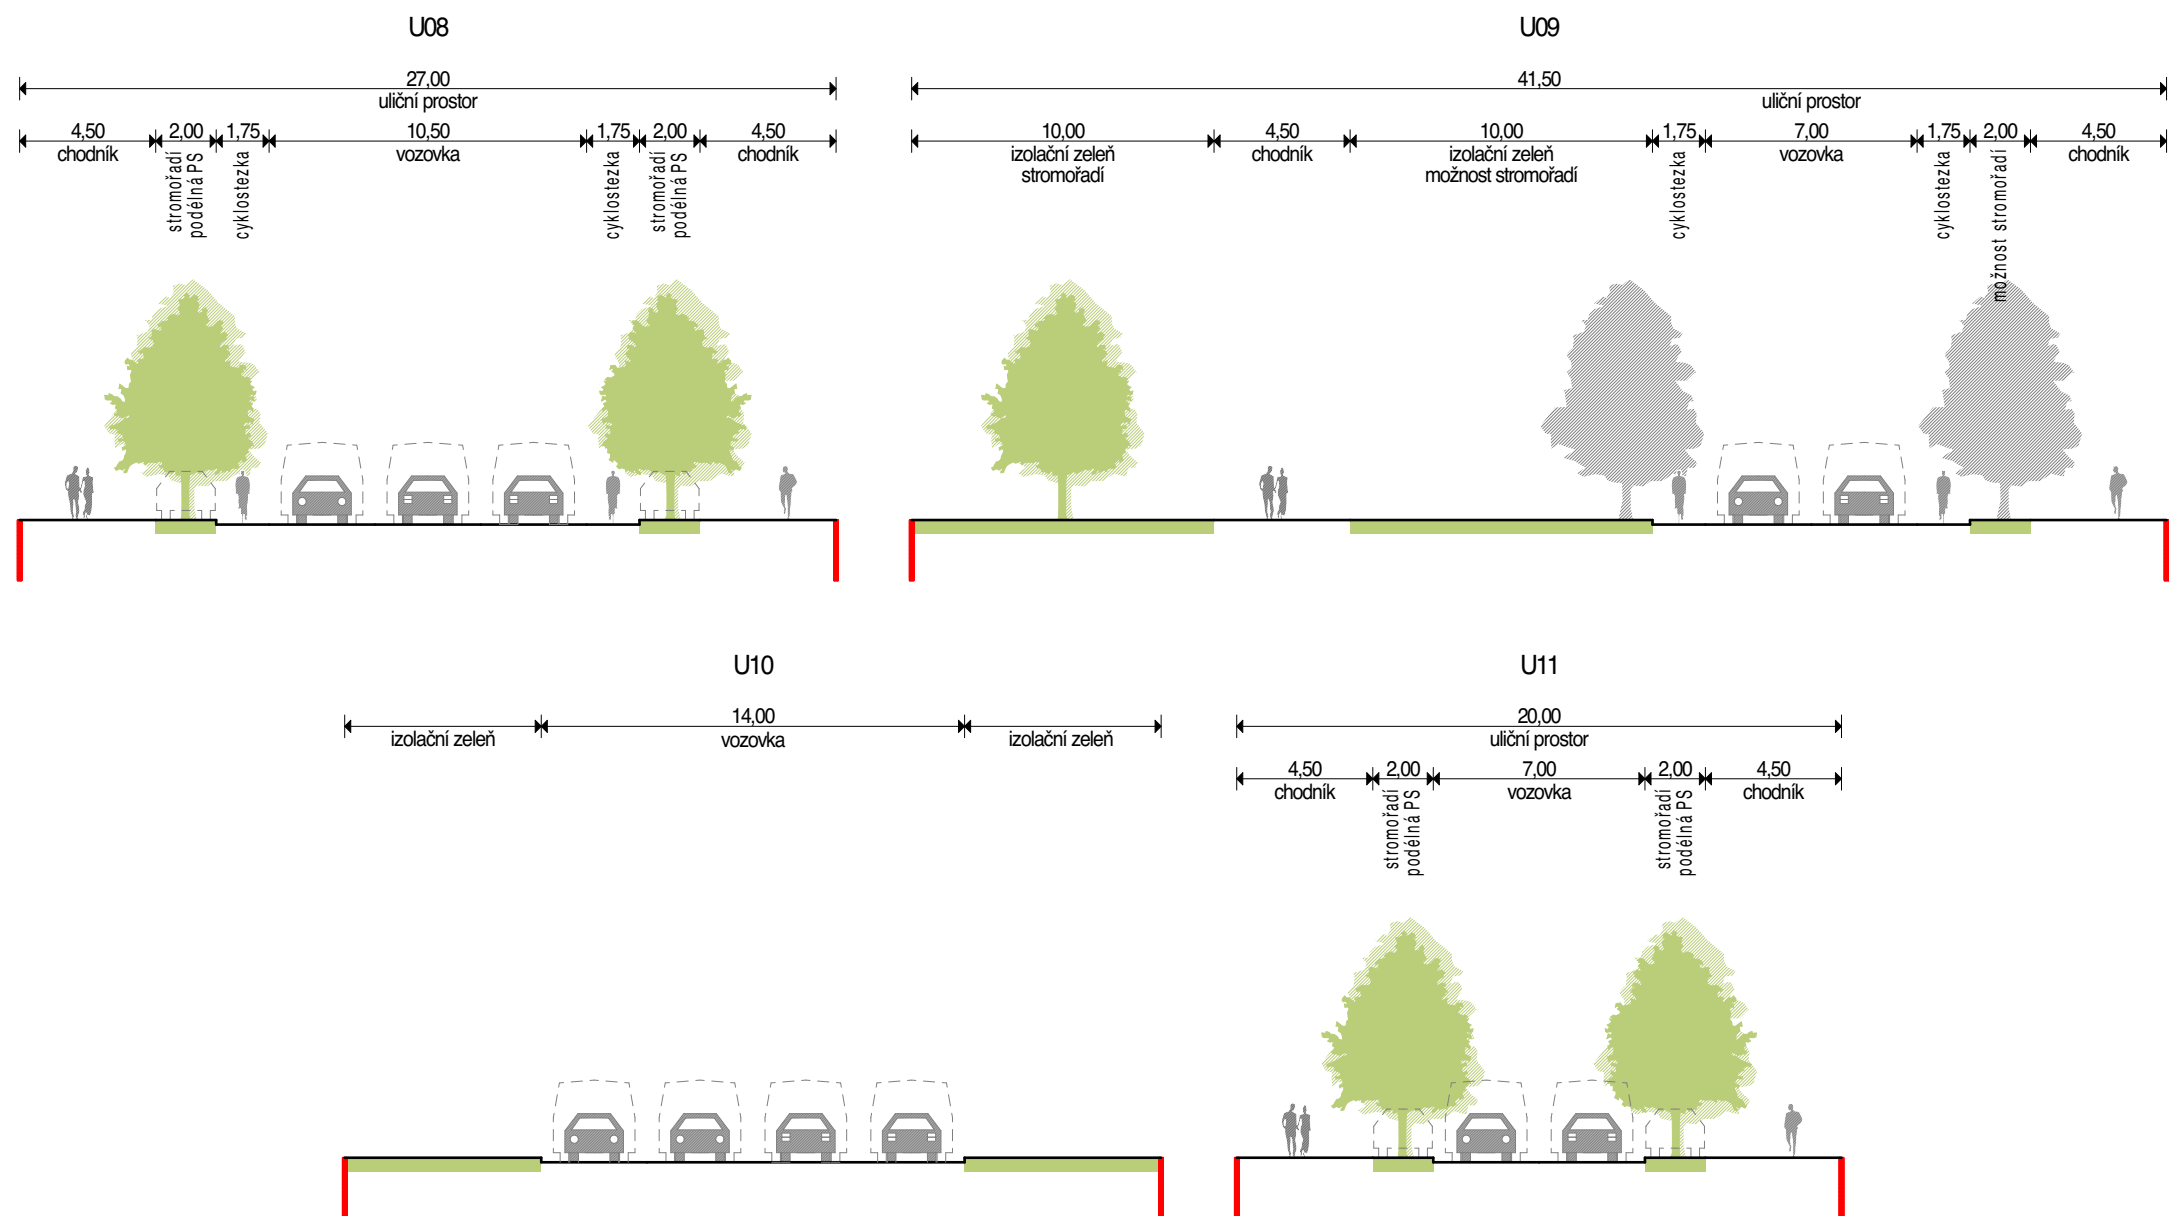 U08
27,00
uliční prostor
4,50
chodník
2,00
stromořadí
podélná PS
1,75
cyklostezka
10,50
vozovka
1,75
cyklostezka
2,00
stromořadí
podélná PS
4,50
chodník
U09
41,50
uliční prostor
10,00
izolační zeleň
stromořadí
4,50
chodník
10,00
izolační zeleň
možnost stromořadí
1,75
cyklostezka
7,00
vozovka
1,75
cyklostezka
2,00
možnost stromořadí
4,50
chodník
U10
izolační zeleň
14,00
vozovka
izolační zeleň
U11
20,00
uliční prostor
4,50
chodník
2,00
stromořadí
podélná PS
7,00
vozovka
2,00
stromořadí
podélná PS
4,50
chodník